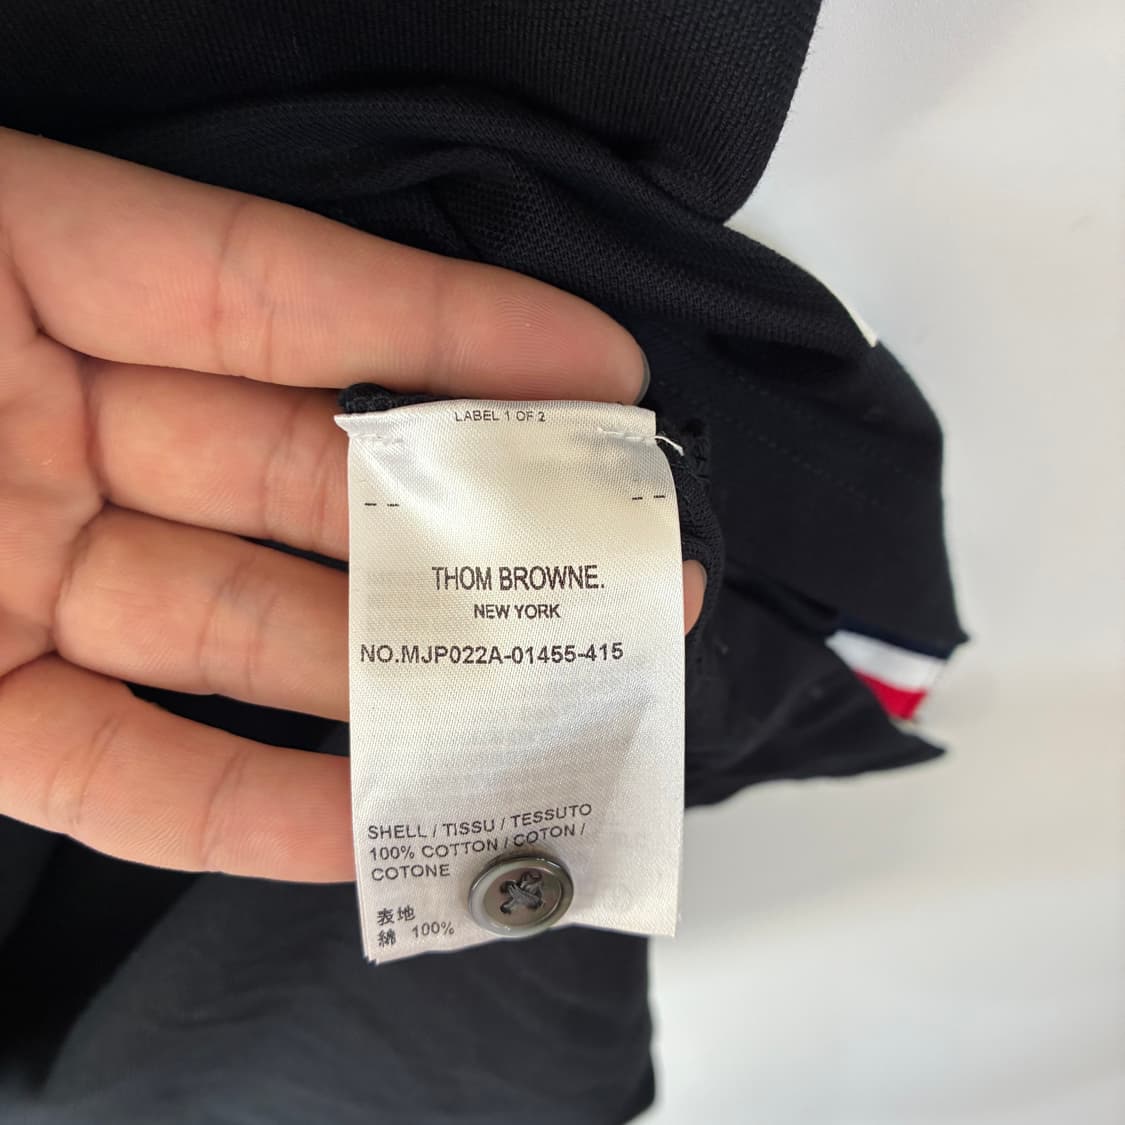 LABEL 1 OF 2
THOM BROWNE.
NEW YORK
NO.MJP022A-01455-415
SHELL / TISSU / TESSUTO
100% COTTON / COTON /
COTONE
表地
綿 100%